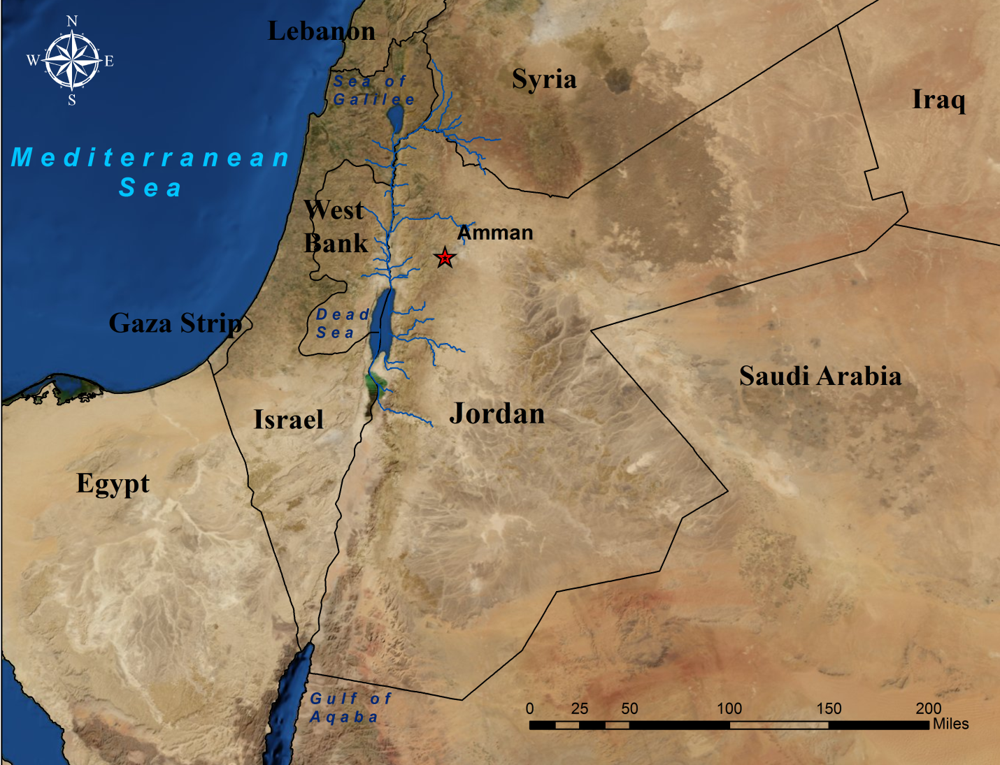 N
W
E
S
Lebanon
Sea of
Galilee
Syria
Iraq
Mediterranean
Sea
West
Bank
Amman
Gaza Strip
Dead
Sea
Saudi Arabia
Israel
Jordan
Egypt
Gulf of
Aqaba
0 25 50 100 150 200
Miles